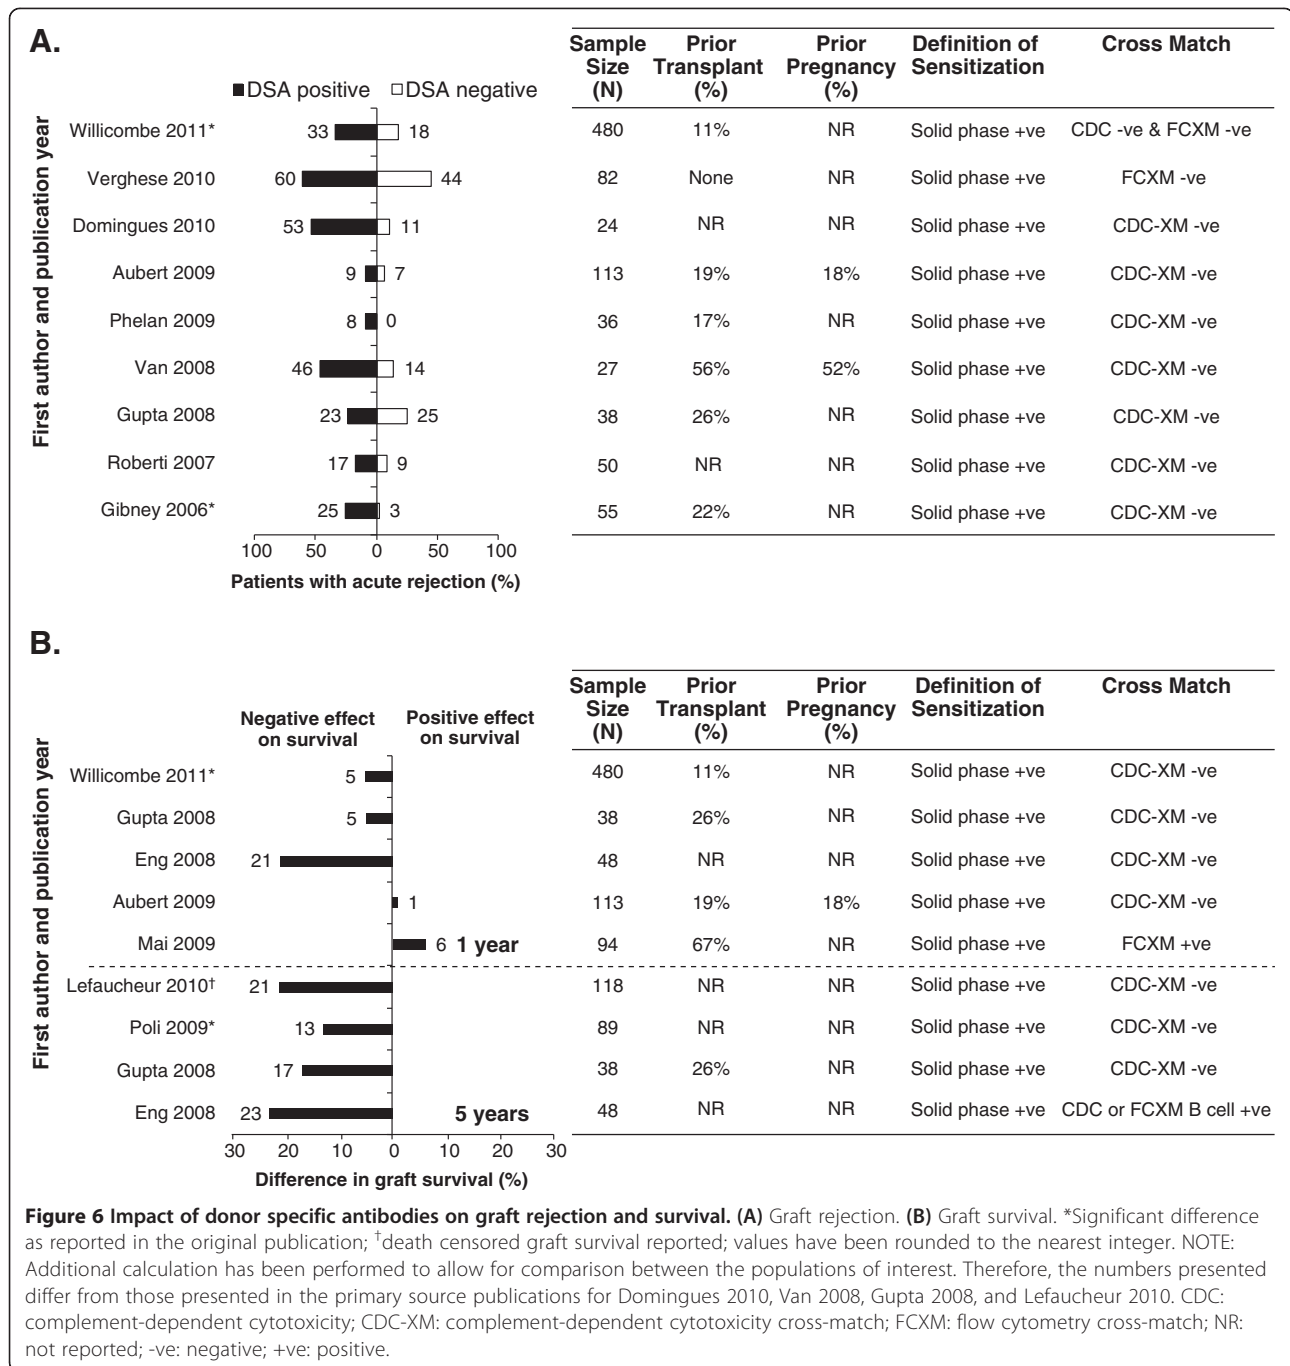 A.
■DSA positive □DSA negative
Sample Size (N) Prior Transplant (%) Prior Pregnancy (%) Definition of Sensitization Cross Match
First author and publication year
Willicombe 2011* 33 18 480 11% NR Solid phase +ve CDC -ve & FCXM -ve
Verghese 2010 60 44 82 None NR Solid phase +ve FCXM -ve
Domingues 2010 53 11 24 NR NR Solid phase +ve CDC-XM -ve
Aubert 2009 9 7 113 19% 18% Solid phase +ve CDC-XM -ve
Phelan 2009 8 0 36 17% NR Solid phase +ve CDC-XM -ve
Van 2008 46 14 27 56% 52% Solid phase +ve CDC-XM -ve
Gupta 2008 23 25 38 26% NR Solid phase +ve CDC-XM -ve
Roberti 2007 17 9 50 NR NR Solid phase +ve CDC-XM -ve
Gibney 2006* 25 3 55 22% NR Solid phase +ve CDC-XM -ve
100 50 0 50 100
Patients with acute rejection (%)
B.
Negative effect on survival Positive effect on survival
Sample Size (N) Prior Transplant (%) Prior Pregnancy (%) Definition of Sensitization Cross Match
First author and publication year
Willicombe 2011* 5 480 11% NR Solid phase +ve CDC-XM -ve
Gupta 2008 5 38 26% NR Solid phase +ve CDC-XM -ve
Eng 2008 21 48 NR NR Solid phase +ve CDC-XM -ve
Aubert 2009 1 113 19% 18% Solid phase +ve CDC-XM -ve
Mai 2009 6 1 year 94 67% NR Solid phase +ve FCXM +ve
Lefaucheur 2010† 21 118 NR NR Solid phase +ve CDC-XM -ve
Poli 2009* 13 89 NR NR Solid phase +ve CDC-XM -ve
Gupta 2008 17 38 26% NR Solid phase +ve CDC-XM -ve
Eng 2008 23 5 years 48 NR NR Solid phase +ve CDC or FCXM B cell +ve
30 20 10 0 10 20 30
Difference in graft survival (%)
Figure 6 Impact of donor specific antibodies on graft rejection and survival. (A) Graft rejection. (B) Graft survival. *Significant difference
as reported in the original publication; †death censored graft survival reported; values have been rounded to the nearest integer. NOTE:
Additional calculation has been performed to allow for comparison between the populations of interest. Therefore, the numbers presented
differ from those presented in the primary source publications for Domingues 2010, Van 2008, Gupta 2008, and Lefaucheur 2010. CDC:
complement-dependent cytotoxicity; CDC-XM: complement-dependent cytotoxicity cross-match; FCXM: flow cytometry cross-match; NR:
not reported; -ve: negative; +ve: positive.